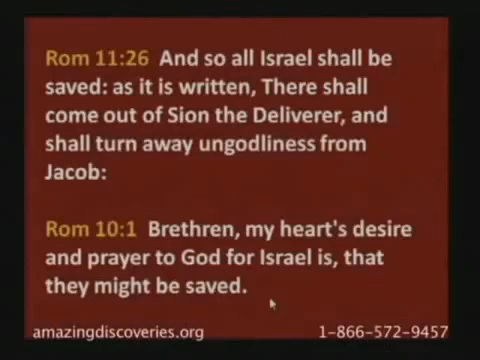 Rom 11:26 And so all Israel shall be
saved: as it is written, There shall
come out of Sion the Deliverer, and
shall turn away ungodliness from
Jacob:
Rom 10:1 Brethren, my heart's desire
and prayer to God for Israel is, that
they might be saved.
amazingdiscoveries.org 1-866-572-9457